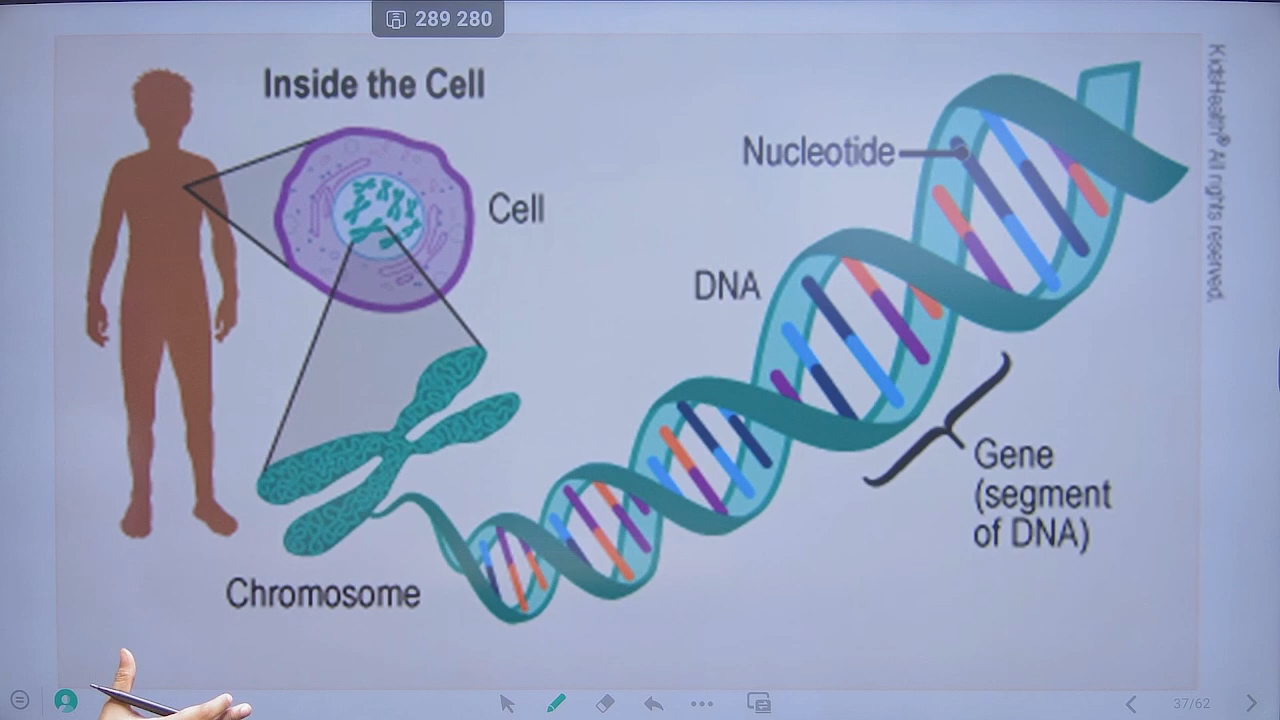 289 280
Inside the Cell
Nucleotide
Cell
DNA
Gene
(segment
of DNA)
Chromosome
KidsHealth® All rights reserved.
37/62